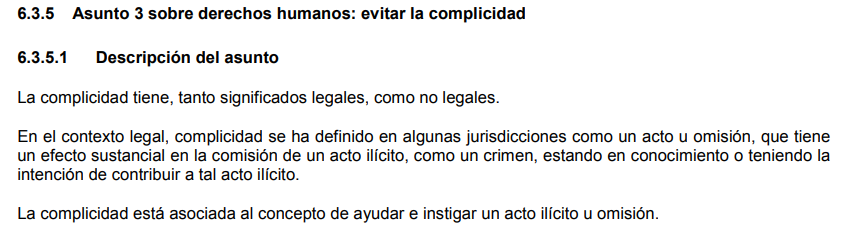 6.3.5 Asunto 3 sobre derechos humanos: evitar la complicidad
6.3.5.1 Descripción del asunto
La complicidad tiene, tanto significados legales, como no legales.
En el contexto legal, complicidad se ha definido en algunas jurisdicciones como un acto u omisión, que tiene
un efecto sustancial en la comisión de un acto ilícito, como un crimen, estando en conocimiento o teniendo la
intención de contribuir a tal acto ilícito.
La complicidad está asociada al concepto de ayudar e instigar un acto ilícito u omisión.